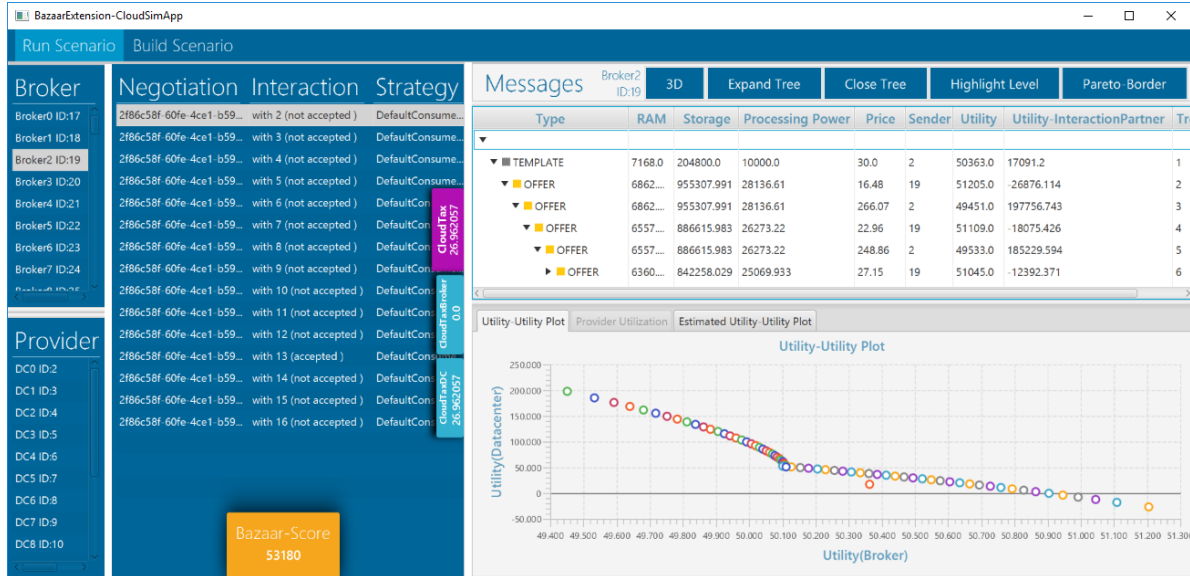 BazaarExtension-CloudSimApp
Run Scenario Build Scenario
Broker
Broker0 ID:17
Broker1 ID:18
Broker2 ID:19
Broker3 ID:20
Broker4 ID:21
Broker5 ID:22
Broker6 ID:23
Broker7 ID:24
Provider
DC0 ID:2
DC1 ID:3
DC2 ID:4
DC3 ID:5
DC4 ID:6
DC5 ID:7
DC6 ID:8
DC7 ID:9
DC8 ID:10
Negotiation Interaction Strategy
2f86c58f-60fe-4ce1-b59... with 2 (not accepted ) DefaultConsume...
2f86c58f-60fe-4ce1-b59... with 3 (not accepted ) DefaultConsume...
2f86c58f-60fe-4ce1-b59... with 4 (not accepted ) DefaultConsume...
2f86c58f-60fe-4ce1-b59... with 5 (not accepted ) DefaultConsume...
2f86c58f-60fe-4ce1-b59... with 6 (not accepted ) DefaultCon
2f86c58f-60fe-4ce1-b59... with 7 (not accepted ) DefaultCon
2f86c58f-60fe-4ce1-b59... with 8 (not accepted ) DefaultCon
2f86c58f-60fe-4ce1-b59... with 9 (not accepted ) DefaultCon
2f86c58f-60fe-4ce1-b59... with 10 (not accepted ) DefaultCon
2f86c58f-60fe-4ce1-b59... with 11 (not accepted ) DefaultCon
2f86c58f-60fe-4ce1-b59... with 12 (not accepted ) DefaultCon
2f86c58f-60fe-4ce1-b59... with 13 (accepted ) DefaultConsume...
2f86c58f-60fe-4ce1-b59... with 14 (not accepted ) DefaultCon
2f86c58f-60fe-4ce1-b59... with 15 (not accepted ) DefaultCon
2f86c58f-60fe-4ce1-b59... with 16 (not accepted ) DefaultCon
CloudTax
26.962057
CloudTaxBroker
0.0
CloudTaxDC
26.962057
Bazaar-Score
53180
Messages Broker2 ID:19 3D Expand Tree Close Tree Highlight Level Pareto-Border
Type RAM Storage Processing Power Price Sender Utility Utility-InteractionPartner Tr
TEMPLATE 7168.0 204800.0 10000.0 30.0 2 50363.0 17091.2 1
OFFER 6862.... 955307.991 28136.61 16.48 19 51205.0 -26876.114 2
OFFER 6862.... 955307.991 28136.61 266.07 2 49451.0 197756.743 3
OFFER 6557.... 886615.983 26273.22 22.96 19 51109.0 -18075.426 4
OFFER 6557.... 886615.983 26273.22 248.86 2 49533.0 185229.594 5
OFFER 6360.... 842258.029 25069.933 27.15 19 51045.0 -12392.371 6
Utility-Utility Plot Provider Utilization Estimated Utility-Utility Plot
Utility-Utility Plot
Utility(Datacenter)
250.000
200.000
150.000
100.000
50.000
0
-50.000
49.400 49.500 49.600 49.700 49.800 49.900 50.000 50.100 50.200 50.300 50.400 50.500 50.600 50.700 50.800 50.900 51.000 51.100 51.200 51.300
Utility(Broker)